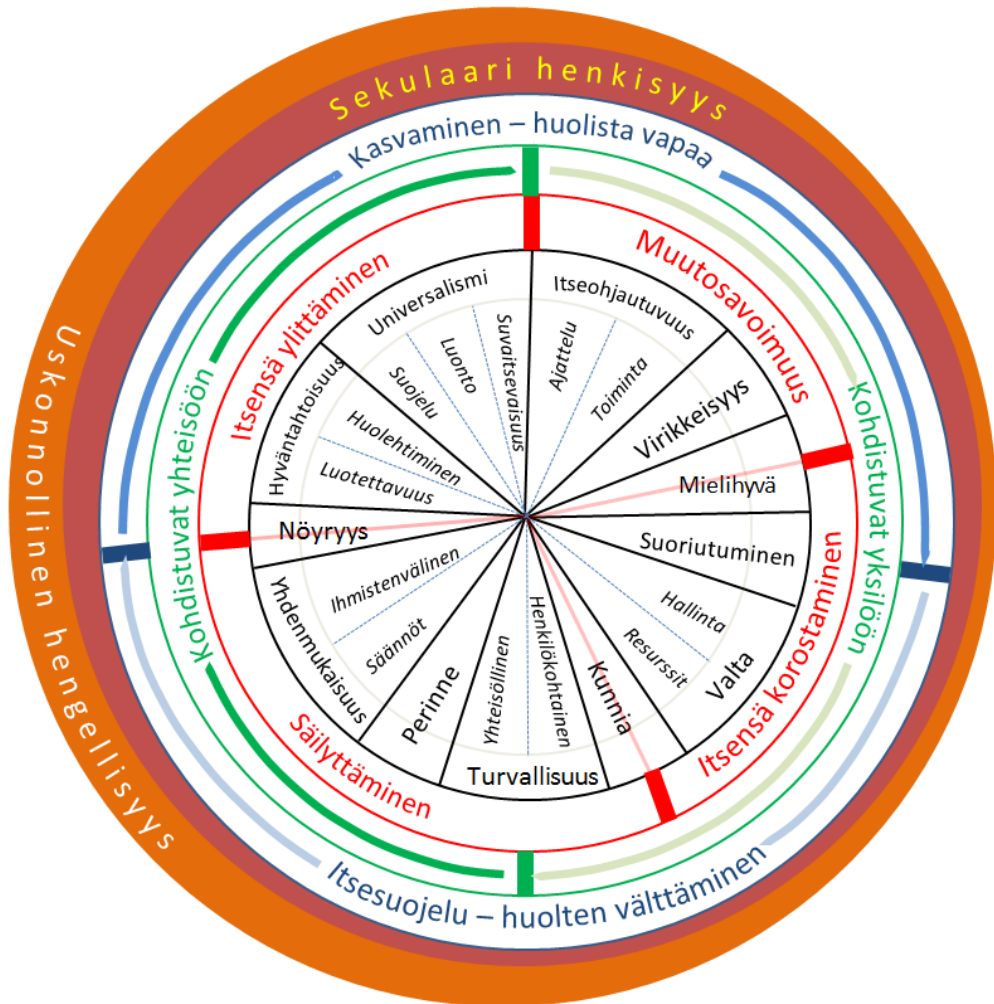 Sekulaari henkisyys
Uskonnollinen hengellisyys
Kasvaminen – huolista vapaa
Itsesuojelu – huolten välttäminen
Kohdistuvat yhteisöön
Kohdistuvat yksilöön
Itsensä ylittäminen
Muutosavoimuus
Itsensä korostaminen
Säilyttäminen
Universalismi
Suojelu
Luonto
Suvaitsevaisuus
Itseohjautuvuus
Ajattelu
Toiminta
Virikkeisyys
Mielihyvä
Suoriutuminen
Valta
Hallinta
Resurssit
Kunnia
Turvallisuus
Henkilökohtainen
Yhteisöllinen
Perinne
Yhdenmukaisuus
Säännöt
Ihmistenvälinen
Nöyryys
Hyväntahtoisuus
Luotettavuus
Huolehtiminen